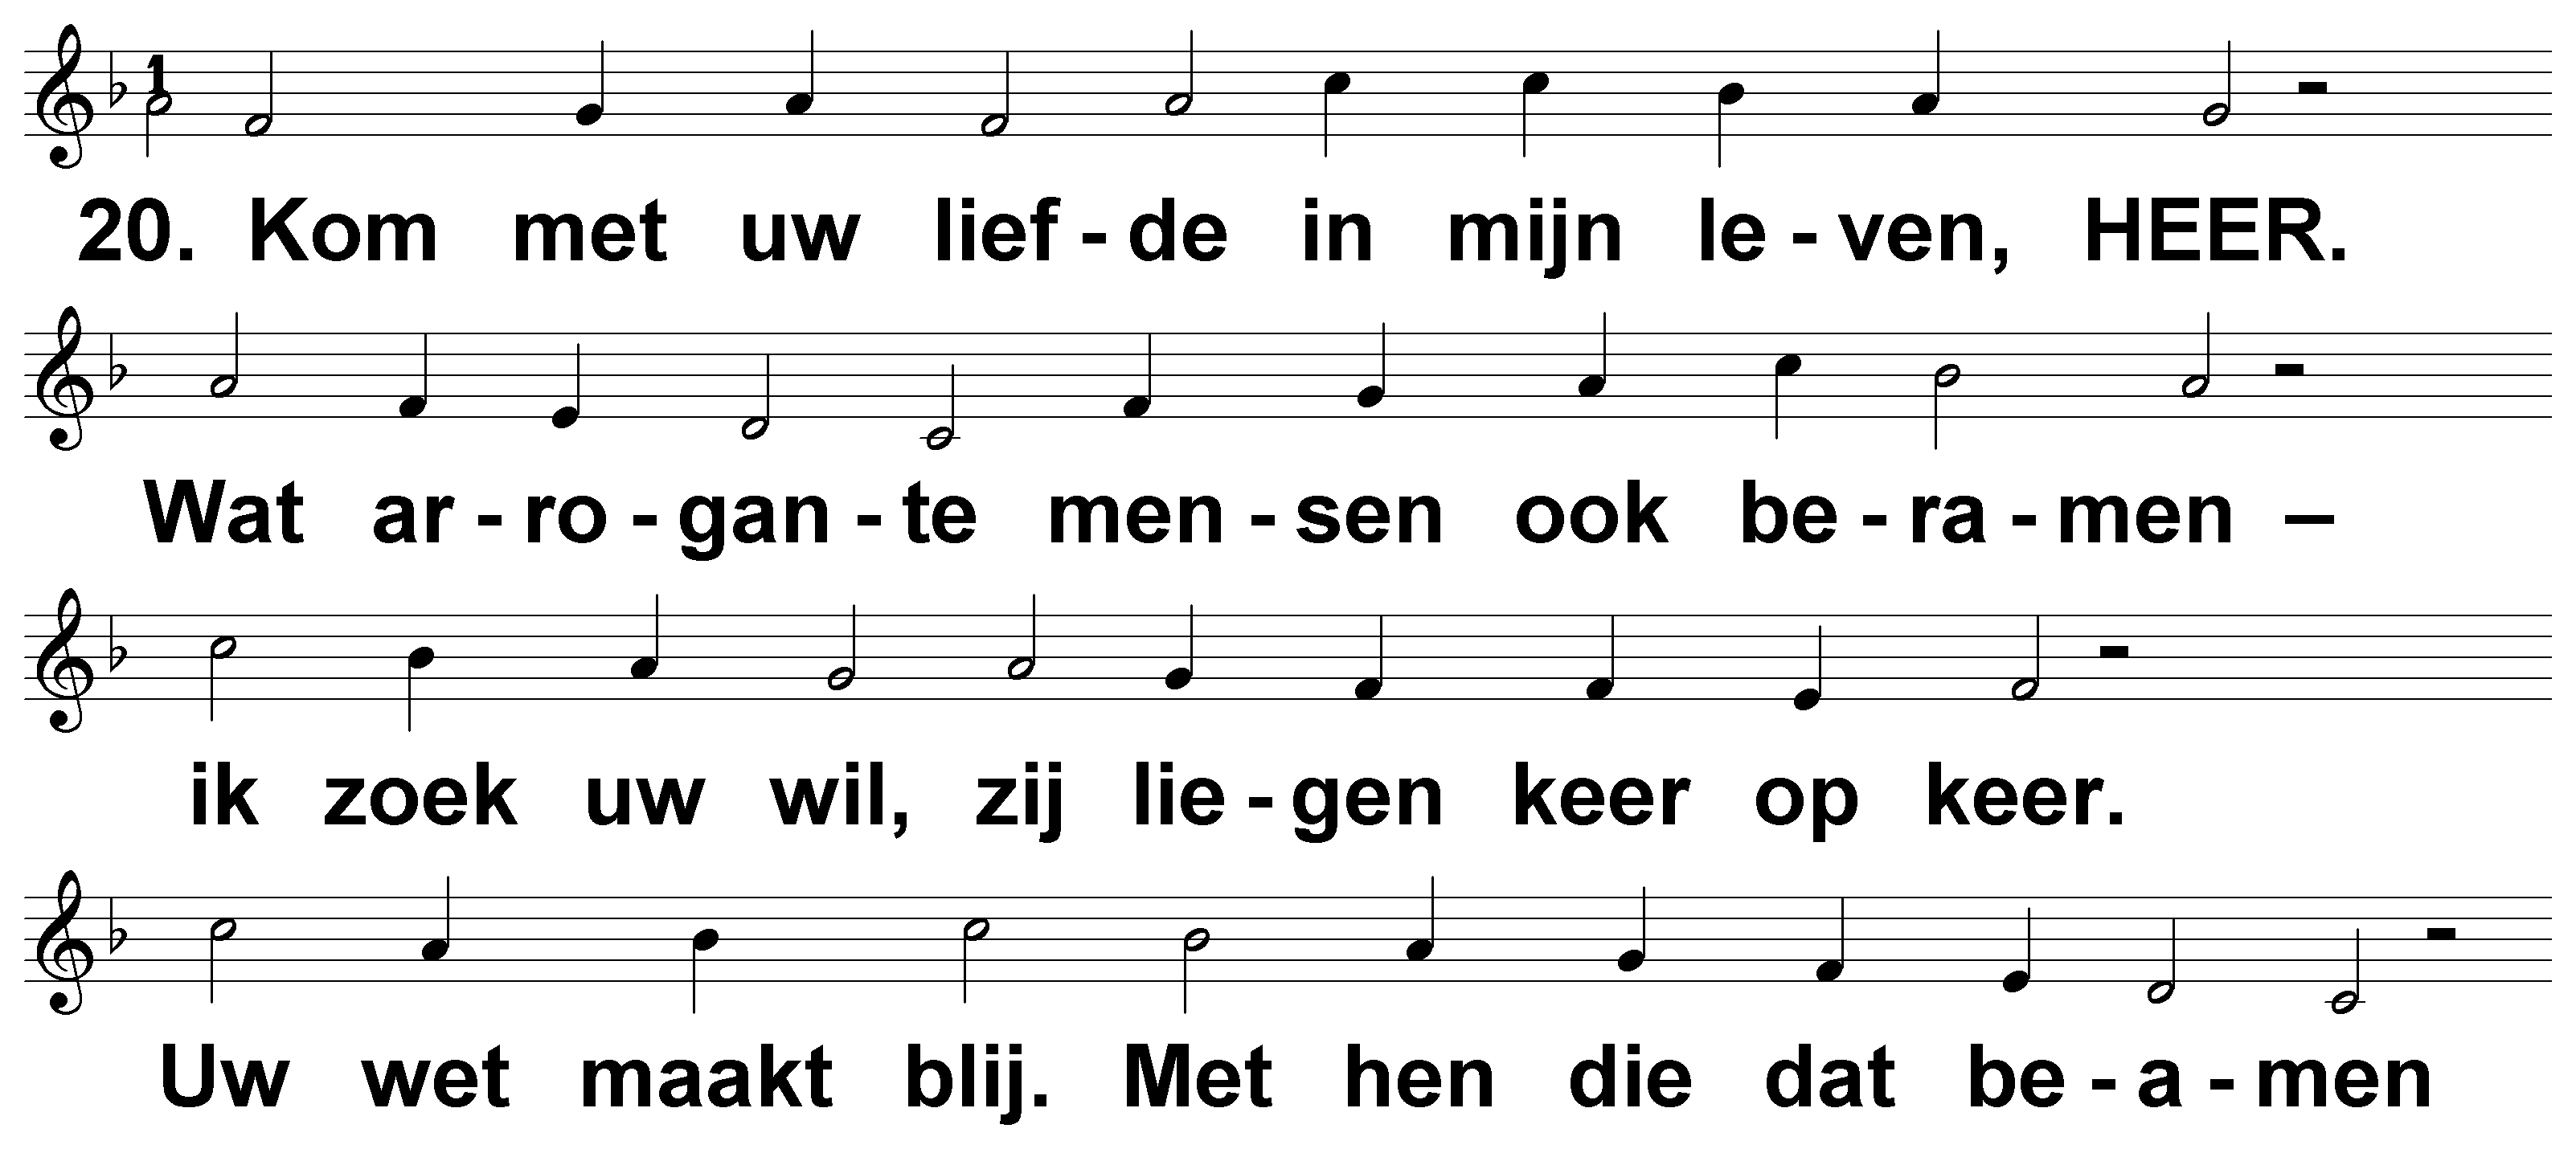 1
20. Kom met uw lief - de in mijn le - ven, HEER.
Wat ar - ro - gan - te men - sen ook be - ra - men –
ik zoek uw wil, zij lie - gen keer op keer.
Uw wet maakt blij. Met hen die dat be - a - men